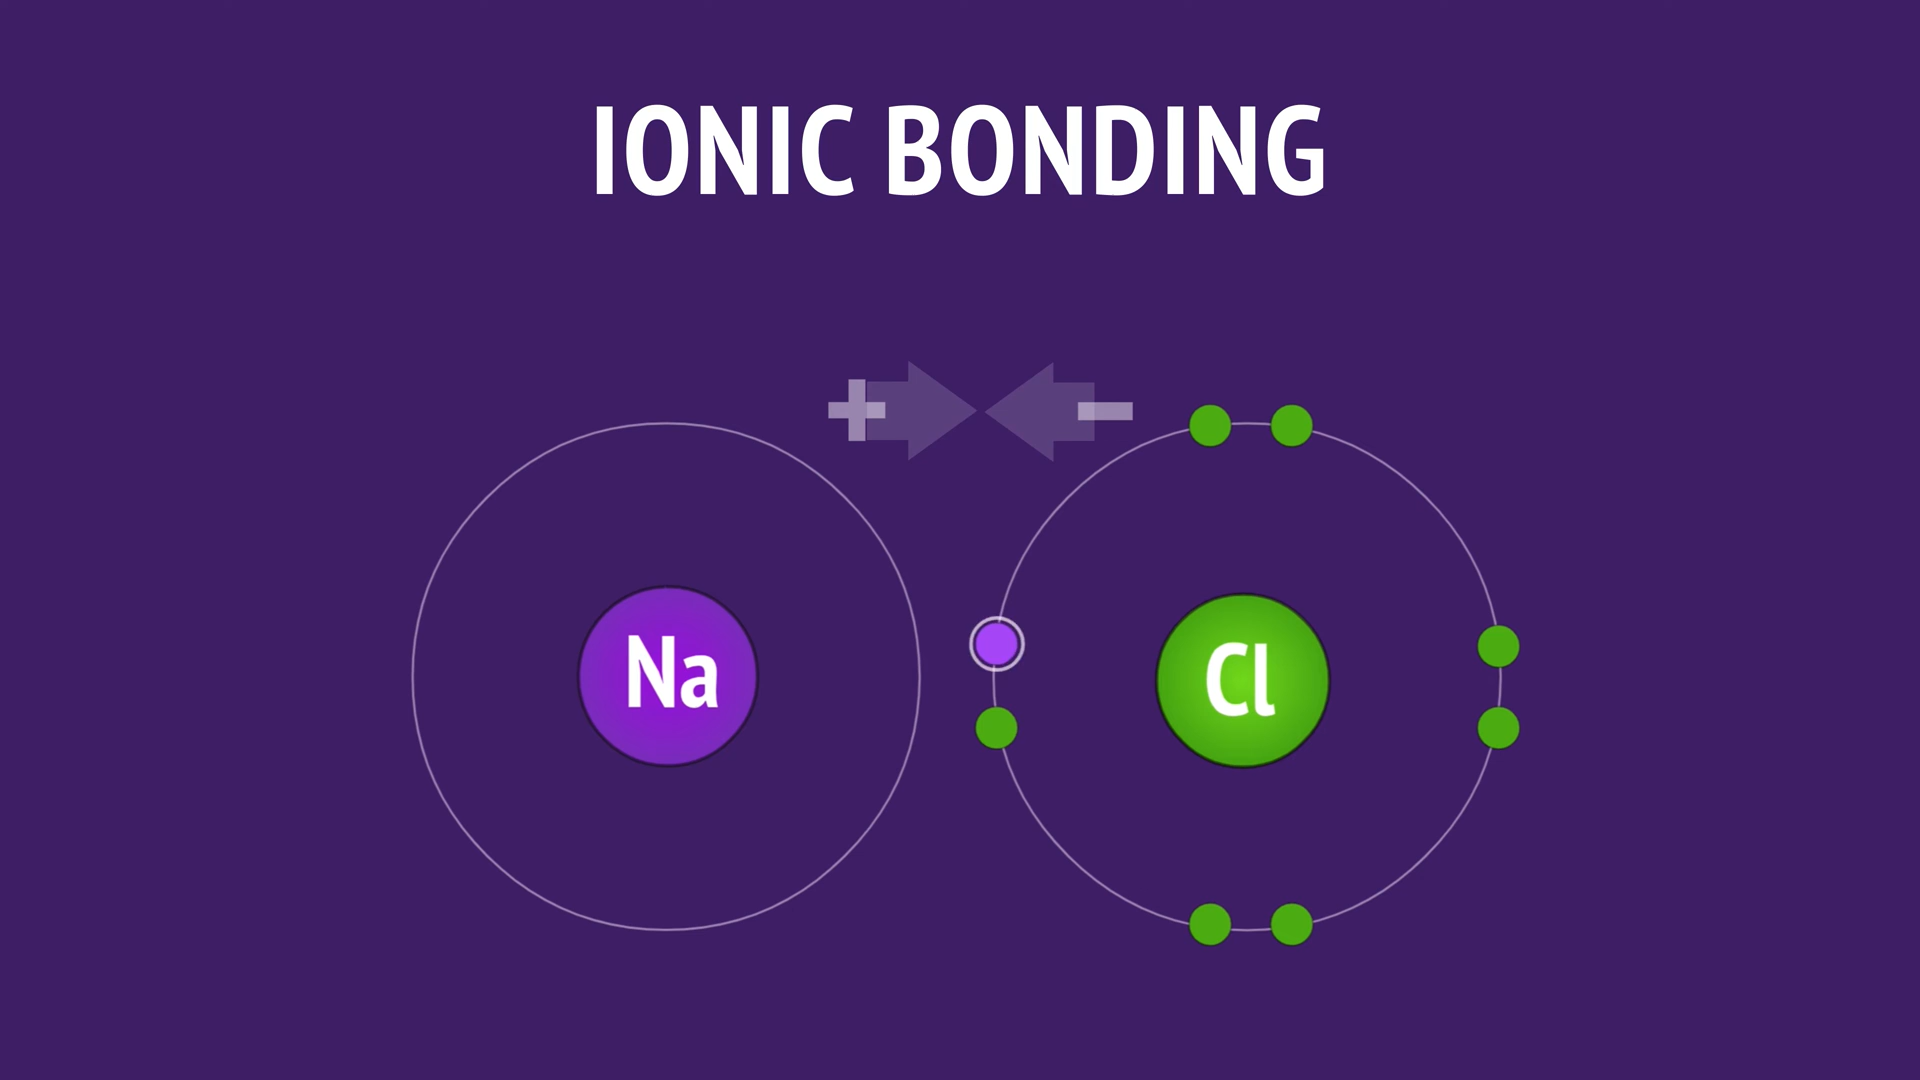 IONIC BONDING
+ −
Na
Cl